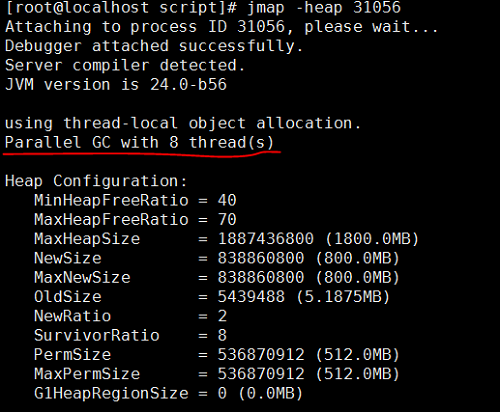 [root@localhost script]# jmap -heap 31056
Attaching to process ID 31056, please wait...
Debugger attached successfully.
Server compiler detected.
JVM version is 24.0-b56
using thread-local object allocation.
Parallel GC with 8 thread(s)
Heap Configuration:
MinHeapFreeRatio = 40
MaxHeapFreeRatio = 70
MaxHeapSize = 1887436800 (1800.0MB)
NewSize = 838860800 (800.0MB)
MaxNewSize = 838860800 (800.0MB)
OldSize = 5439488 (5.1875MB)
NewRatio = 2
SurvivorRatio = 8
PermSize = 536870912 (512.0MB)
MaxPermSize = 536870912 (512.0MB)
G1HeapRegionSize = 0 (0.0MB)